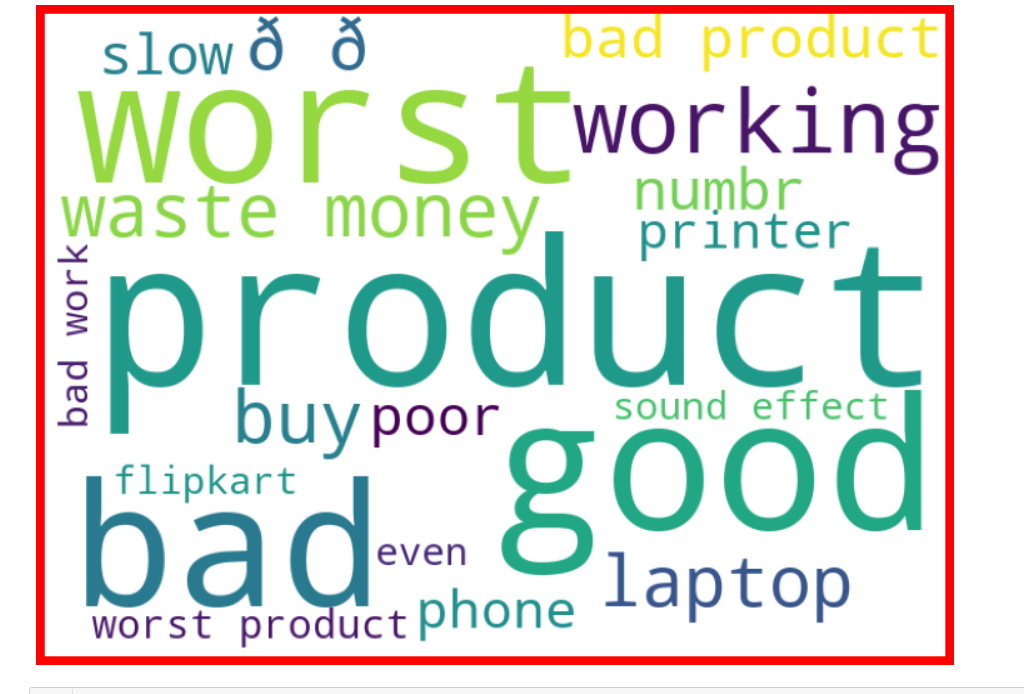 slow ð ð
bad product
worst
working
waste money
numbr
printer
bad work
product
buy
poor
sound effect
good
flipkart
bad
even
laptop
phone
worst product